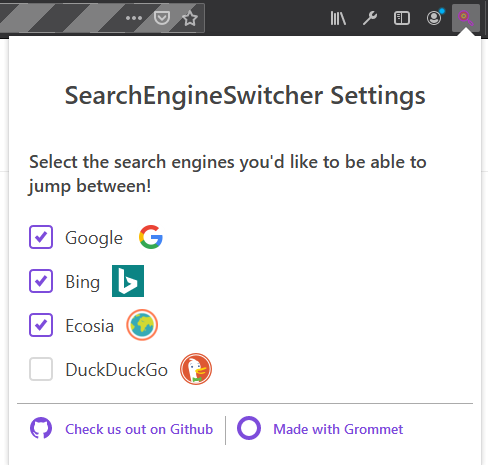 SearchEngineSwitcher Settings
Select the search engines you'd like to be able to
jump between!
Google
Bing
Ecosia
DuckDuckGo
Check us out on Github
Made with Grommet